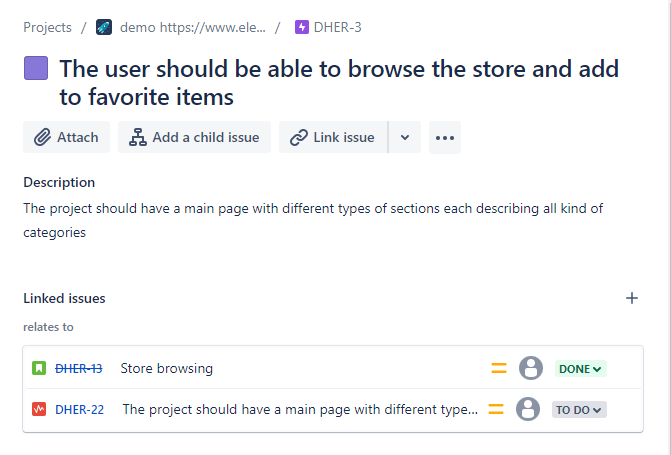 Projects / demo https://www.ele... / DHER-3
The user should be able to browse the store and add
to favorite items
Attach Add a child issue Link issue
Description
The project should have a main page with different types of sections each describing all kind of
categories
Linked issues
relates to
DHER-13 Store browsing DONE
DHER-22 The project should have a main page with different type... TO DO